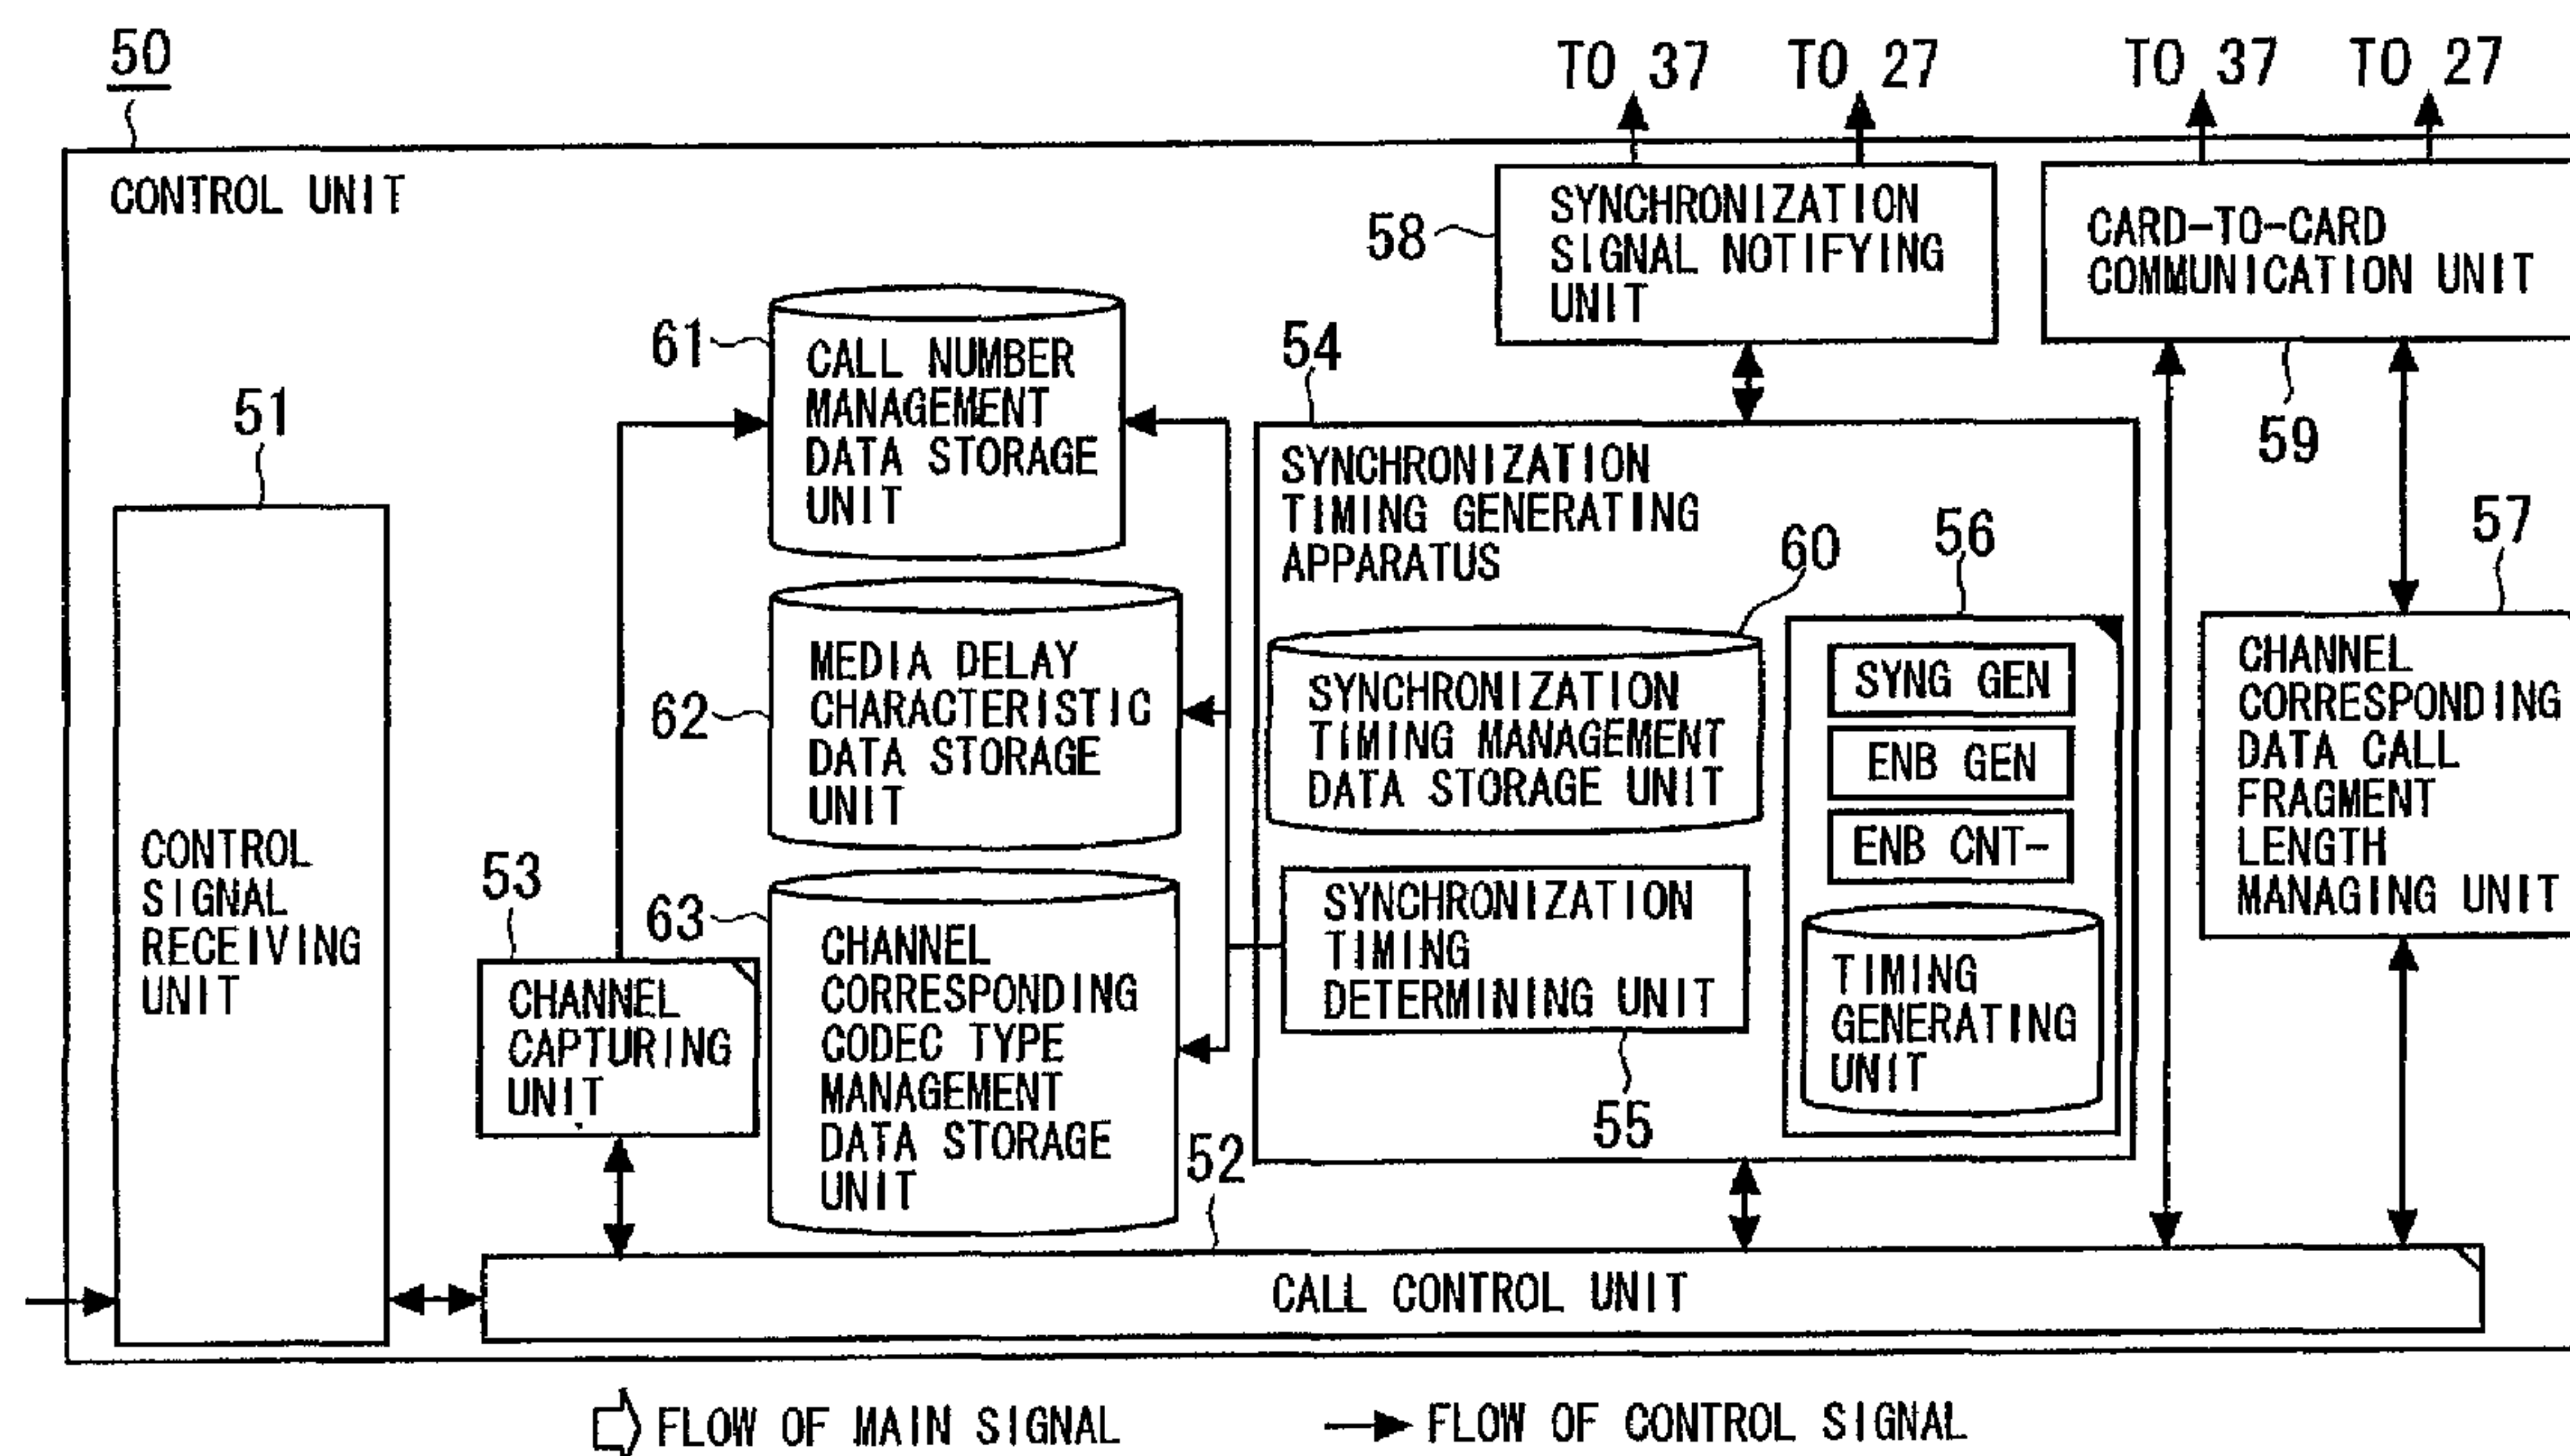 50
TO 37 TO 27 TO 37 TO 27
CONTROL UNIT
58
SYNCHRONIZATION
SIGNAL NOTIFYING
UNIT
CARD-TO-CARD
COMMUNICATION UNIT
59
61
CALL NUMBER
MANAGEMENT
DATA STORAGE
UNIT
54
SYNCHRONIZATION
TIMING GENERATING
APPARATUS
51
CONTROL
SIGNAL
RECEIVING
UNIT
62
MEDIA DELAY
CHARACTERISTIC
DATA STORAGE
UNIT
60
SYNCHRONIZATION
TIMING MANAGEMENT
DATA STORAGE UNIT
56
SYNG GEN
ENB GEN
ENB CNT-
TIMING
GENERATING
UNIT
57
CHANNEL
CORRESPONDING
DATA CALL
FRAGMENT
LENGTH
MANAGING UNIT
53
CHANNEL
CAPTURING
UNIT
63
CHANNEL
CORRESPONDING
CODEC TYPE
MANAGEMENT
DATA STORAGE
UNIT
SYNCHRONIZATION
TIMING
DETERMINING UNIT
55
52
CALL CONTROL UNIT
FLOW OF MAIN SIGNAL
FLOW OF CONTROL SIGNAL